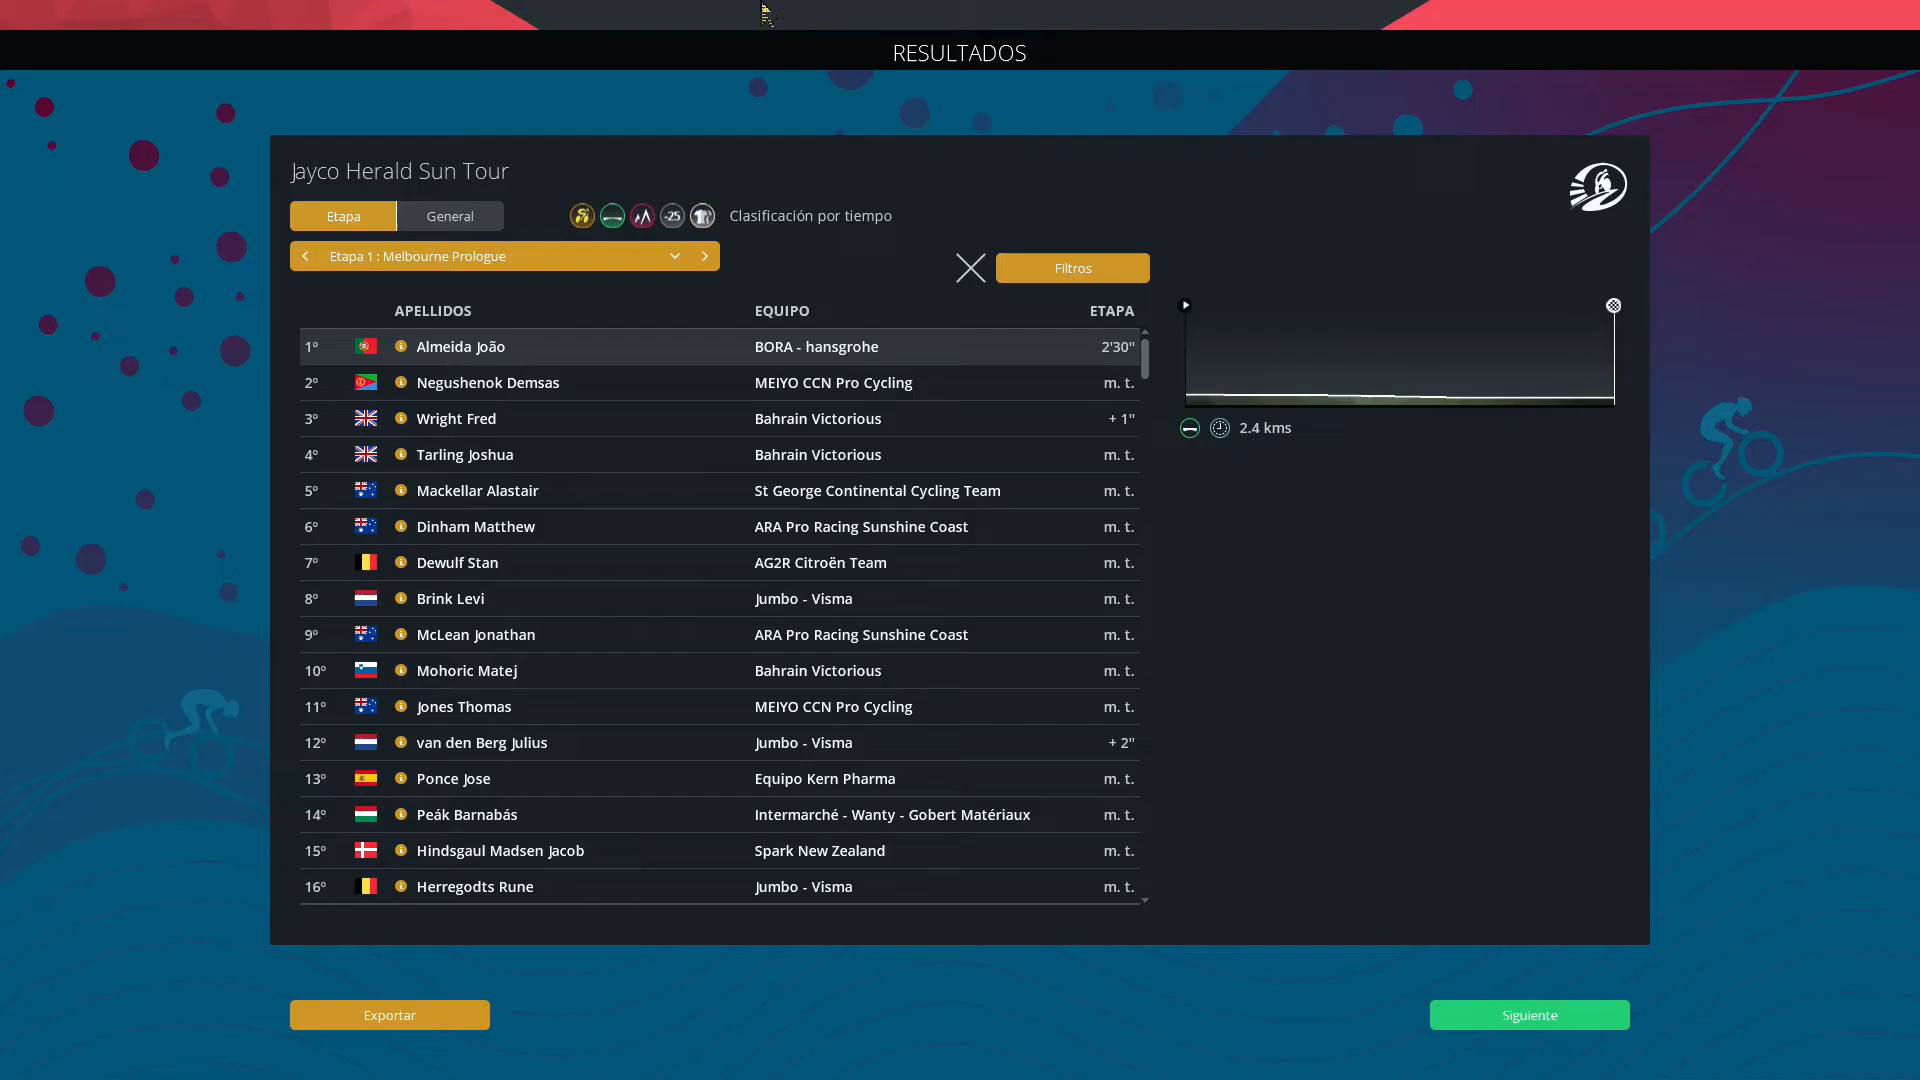 RESULTADOS
Jayco Herald Sun Tour
Etapa General -25 Clasificación por tiempo
Etapa 1 : Melbourne Prologue
Filtros
APELLIDOS EQUIPO ETAPA
1º Almeida João BORA - hansgrohe 2'30''
2º Negushenok Demsas MEIYO CCN Pro Cycling m. t.
3º Wright Fred Bahrain Victorious + 1''
4º Tarling Joshua Bahrain Victorious m. t.
5º Mackellar Alastair St George Continental Cycling Team m. t.
6º Dinham Matthew ARA Pro Racing Sunshine Coast m. t.
7º Dewulf Stan AG2R Citroën Team m. t.
8º Brink Levi Jumbo - Visma m. t.
9º McLean Jonathan ARA Pro Racing Sunshine Coast m. t.
10º Mohoric Matej Bahrain Victorious m. t.
11º Jones Thomas MEIYO CCN Pro Cycling m. t.
12º van den Berg Julius Jumbo - Visma + 2''
13º Ponce Jose Equipo Kern Pharma m. t.
14º Peák Barnabás Intermarché - Wanty - Gobert Matériaux m. t.
15º Hindsgaul Madsen Jacob Spark New Zealand m. t.
16º Herregodts Rune Jumbo - Visma m. t.
2.4 kms
Exportar
Siguiente